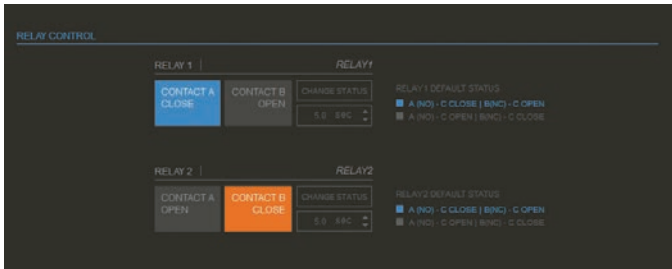 RELAY CONTROL
RELAY 1 | RELAY1
CONTACT A CLOSE
CONTACT B OPEN
CHANGE STATUS
5.0 SEC
RELAY1 DEFAULT STATUS
A (NO) - C CLOSE | B(NC) - C OPEN
A (NO) - C OPEN | B(NC) - C CLOSE
RELAY 2 | RELAY2
CONTACT A OPEN
CONTACT B CLOSE
CHANGE STATUS
5.0 SEC
RELAY2 DEFAULT STATUS
A (NO) - C CLOSE | B(NC) - C OPEN
A (NO) - C OPEN | B(NC) - C CLOSE